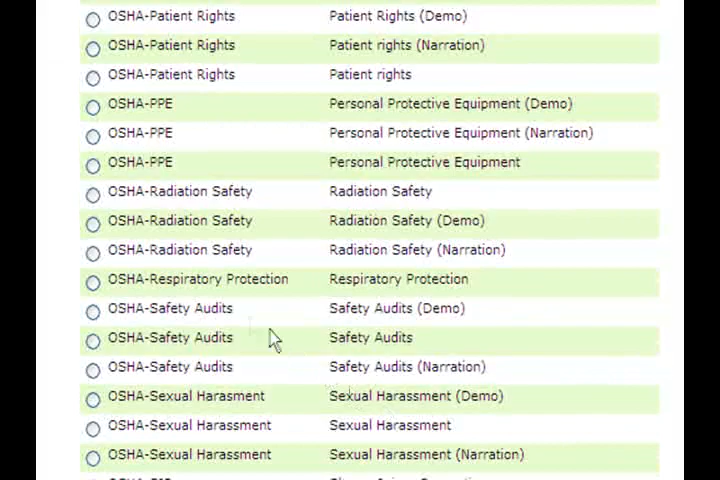 OSHA-Patient Rights Patient Rights (Demo)
OSHA-Patient Rights Patient rights (Narration)
OSHA-Patient Rights Patient rights
OSHA-PPE Personal Protective Equipment (Demo)
OSHA-PPE Personal Protective Equipment (Narration)
OSHA-PPE Personal Protective Equipment
OSHA-Radiation Safety Radiation Safety
OSHA-Radiation Safety Radiation Safety (Demo)
OSHA-Radiation Safety Radiation Safety (Narration)
OSHA-Respiratory Protection Respiratory Protection
OSHA-Safety Audits Safety Audits (Demo)
OSHA-Safety Audits Safety Audits
OSHA-Safety Audits Safety Audits (Narration)
OSHA-Sexual Harasment Sexual Harassment (Demo)
OSHA-Sexual Harassment Sexual Harassment
OSHA-Sexual Harassment Sexual Harassment (Narration)